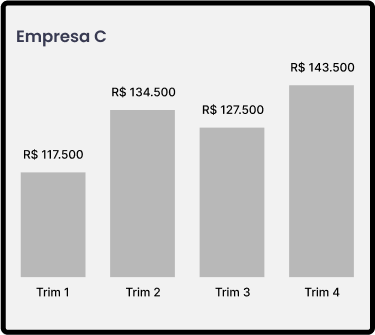 Empresa C
R$ 143.500
R$ 134.500
R$ 127.500
R$ 117.500
Trim 1 Trim 2 Trim 3 Trim 4